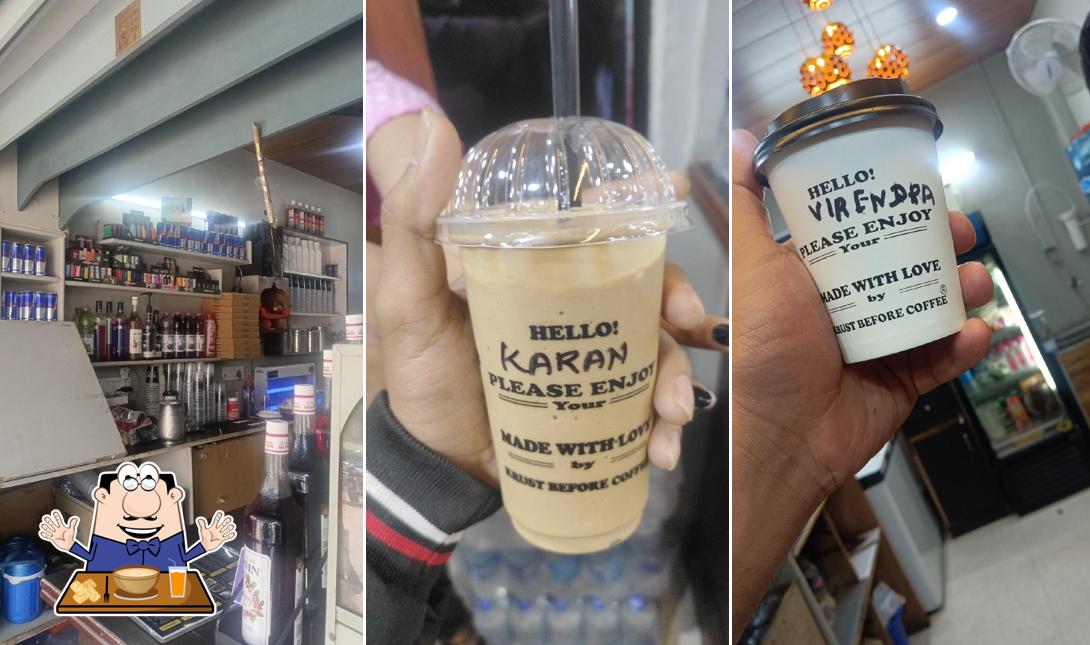 HELLO!
KARAN
PLEASE ENJOY
Your
MADE WITH LOVE
by
KRUST BEFORE COFFEE
HELLO!
VIRENDRA
PLEASE ENJOY
Your
MADE WITH LOVE
by
KRUST BEFORE COFFEE